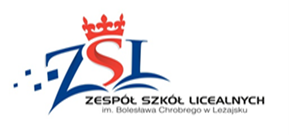 ZSL
ZESPÓŁ SZKÓŁ LICEALNYCH
im. Bolesława Chrobrego w Leżajsku